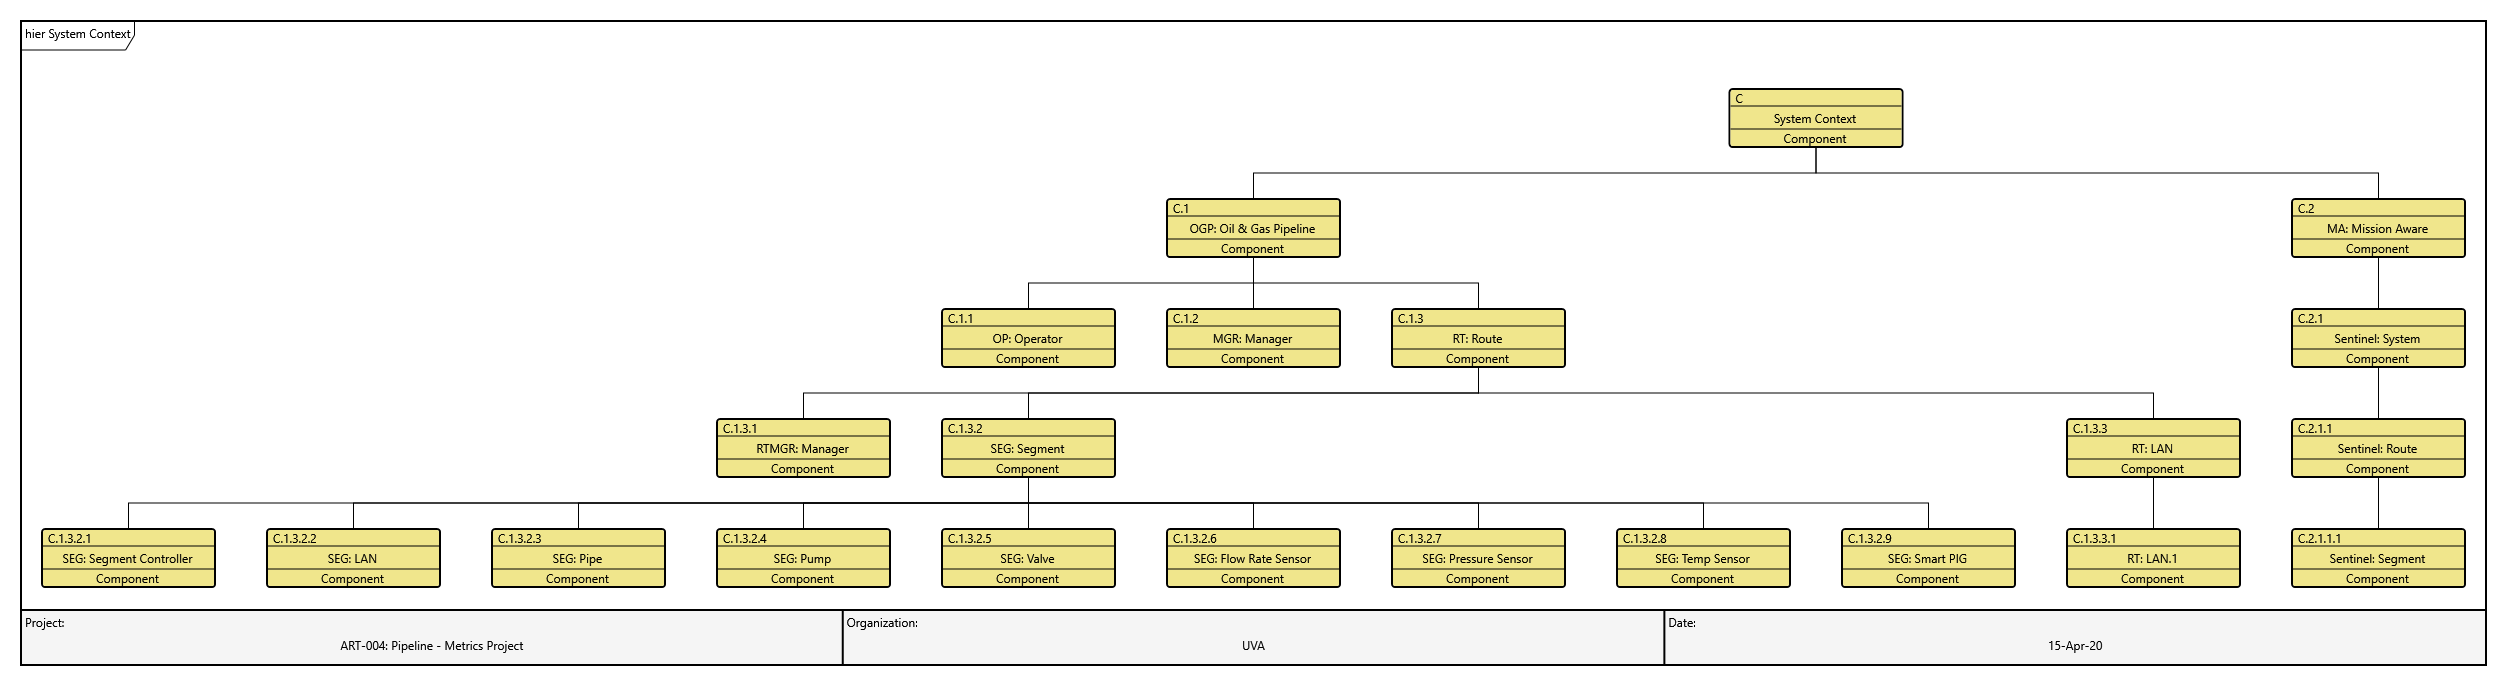 hier System Context
C
System Context
Component
C.1
OGP: Oil & Gas Pipeline
Component
C.2
MA: Mission Aware
Component
C.1.1
OP: Operator
Component
C.1.2
MGR: Manager
Component
C.1.3
RT: Route
Component
C.2.1
Sentinel: System
Component
C.1.3.1
RTMGR: Manager
Component
C.1.3.2
SEG: Segment
Component
C.1.3.3
RT: LAN
Component
C.2.1.1
Sentinel: Route
Component
C.1.3.2.1
SEG: Segment Controller
Component
C.1.3.2.2
SEG: LAN
Component
C.1.3.2.3
SEG: Pipe
Component
C.1.3.2.4
SEG: Pump
Component
C.1.3.2.5
SEG: Valve
Component
C.1.3.2.6
SEG: Flow Rate Sensor
Component
C.1.3.2.7
SEG: Pressure Sensor
Component
C.1.3.2.8
SEG: Temp Sensor
Component
C.1.3.2.9
SEG: Smart PIG
Component
C.1.3.3.1
RT: LAN.1
Component
C.2.1.1.1
Sentinel: Segment
Component
Project:
ART-004: Pipeline - Metrics Project
Organization:
UVA
Date:
15-Apr-20